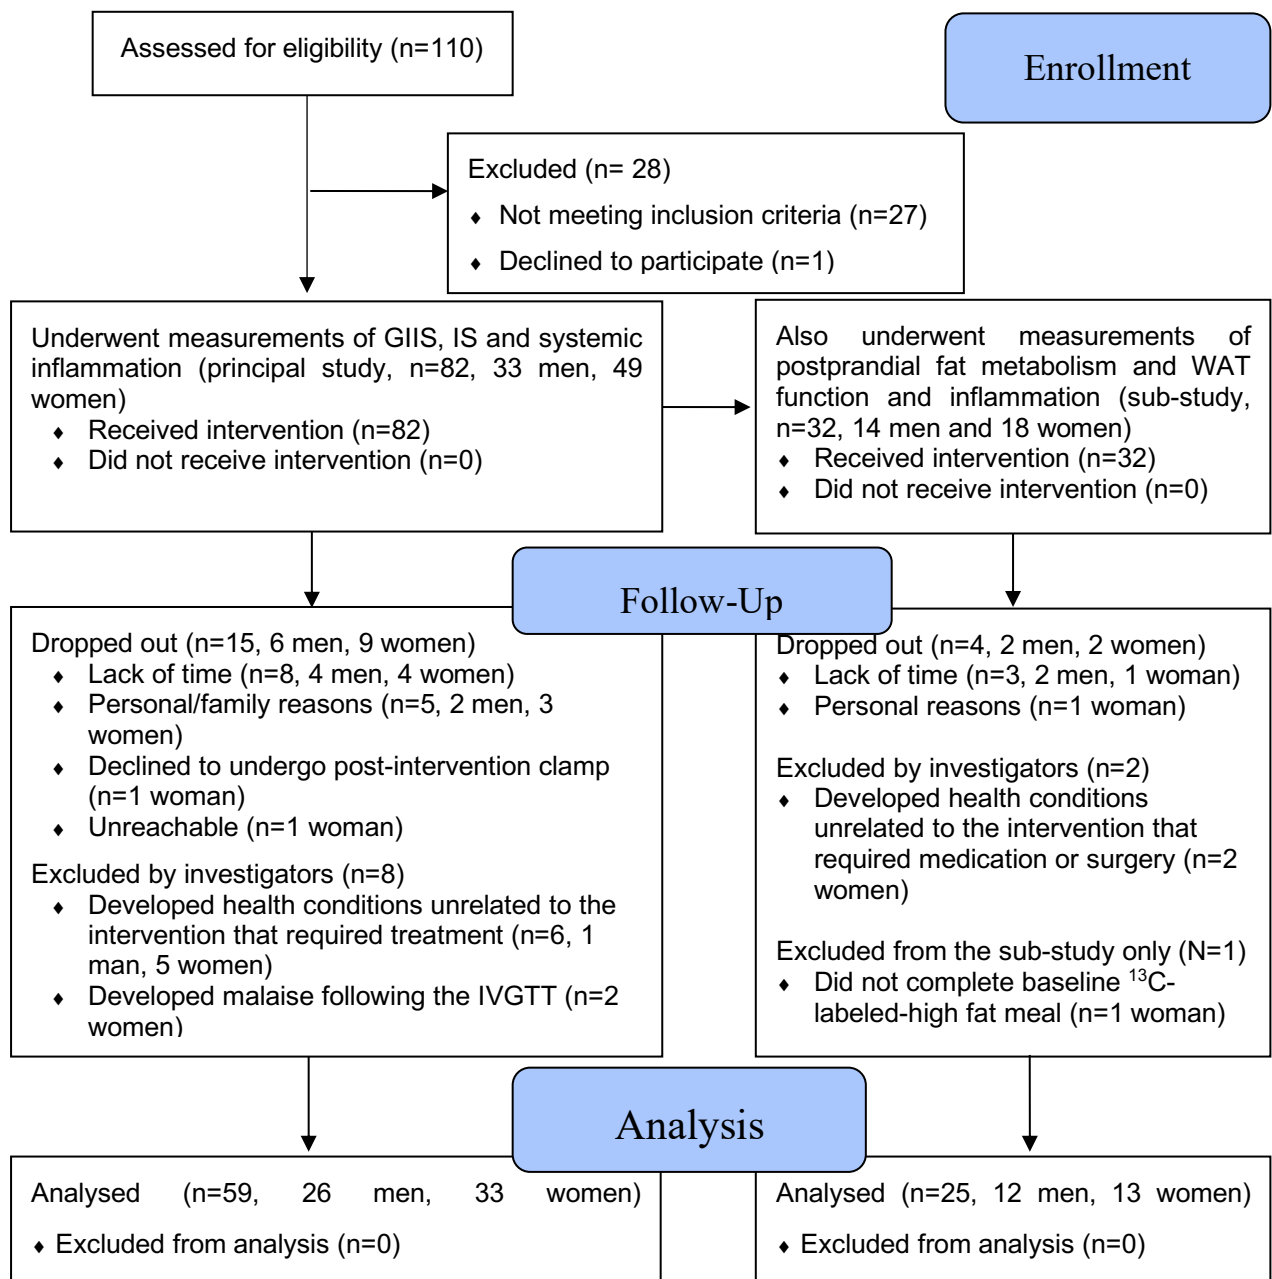 Assessed for eligibility (n=110)
Enrollment
Excluded (n= 28)
♦ Not meeting inclusion criteria (n=27)
♦ Declined to participate (n=1)
Underwent measurements of GIIS, IS and systemic
inflammation (principal study, n=82, 33 men, 49
women)
♦ Received intervention (n=82)
♦ Did not receive intervention (n=0)
Also underwent measurements of
postprandial fat metabolism and WAT
function and inflammation (sub-study,
n=32, 14 men and 18 women)
♦ Received intervention (n=32)
♦ Did not receive intervention (n=0)
Follow-Up
Dropped out (n=15, 6 men, 9 women)
♦ Lack of time (n=8, 4 men, 4 women)
♦ Personal/family reasons (n=5, 2 men, 3
women)
♦ Declined to undergo post-intervention clamp
(n=1 woman)
♦ Unreachable (n=1 woman)
Excluded by investigators (n=8)
♦ Developed health conditions unrelated to the
intervention that required treatment (n=6, 1
man, 5 women)
♦ Developed malaise following the IVGTT (n=2
women)
Dropped out (n=4, 2 men, 2 women)
♦ Lack of time (n=3, 2 men, 1 woman)
♦ Personal reasons (n=1 woman)
Excluded by investigators (n=2)
♦ Developed health conditions
unrelated to the intervention that
required medication or surgery (n=2
women)
Excluded from the sub-study only (N=1)
♦ Did not complete baseline ¹³C-
labeled-high fat meal (n=1 woman)
Analysis
Analysed (n=59, 26 men, 33 women)
♦ Excluded from analysis (n=0)
Analysed (n=25, 12 men, 13 women)
♦ Excluded from analysis (n=0)